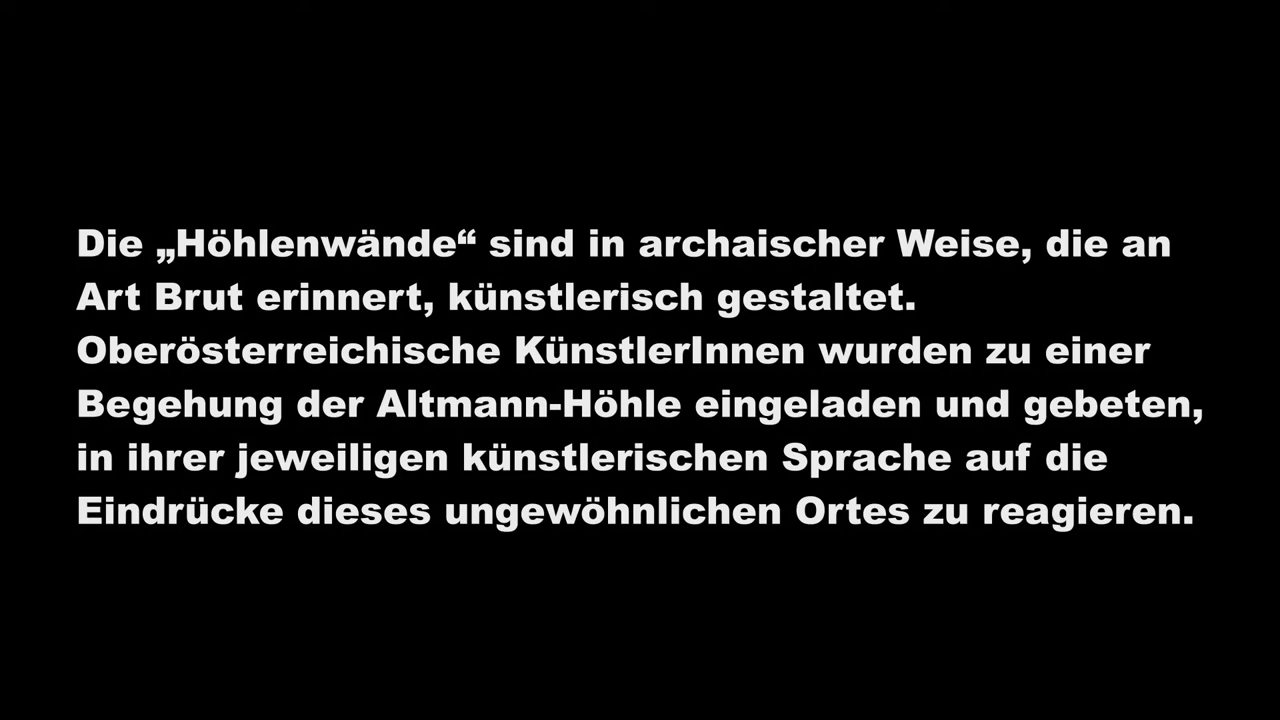 Die „Höhlenwände“ sind in archaischer Weise, die an
Art Brut erinnert, künstlerisch gestaltet.
Oberösterreichische KünstlerInnen wurden zu einer
Begehung der Altmann-Höhle eingeladen und gebeten,
in ihrer jeweiligen künstlerischen Sprache auf die
Eindrücke dieses ungewöhnlichen Ortes zu reagieren.